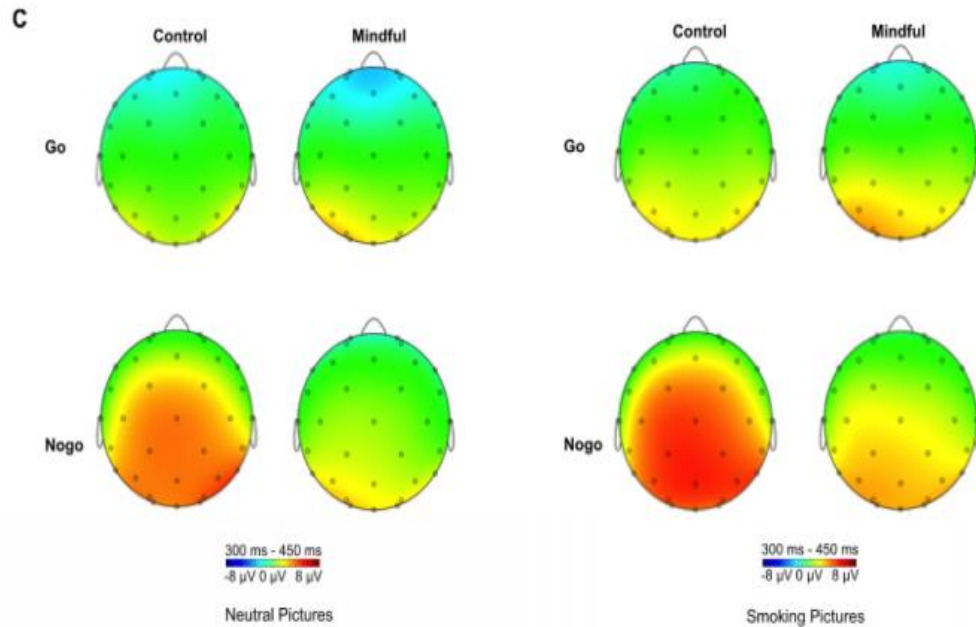 C
Control Mindful Control Mindful
Go Go
Nogo Nogo
300 ms - 450 ms 300 ms - 450 ms
-8 µV 0 µV 8 µV -8 µV 0 µV 8 µV
Neutral Pictures Smoking Pictures